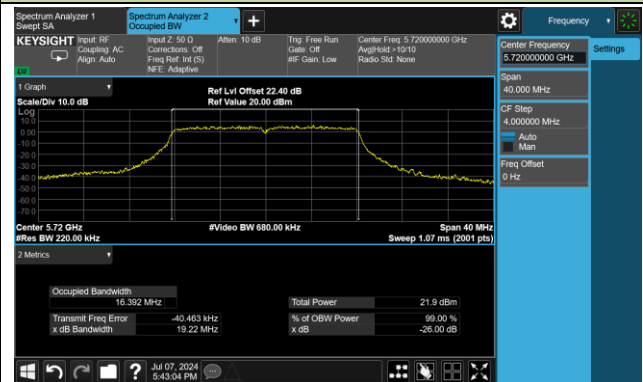 Spectrum Analyzer 1
Swept SA
Spectrum Analyzer 2
Occupied BW
Frequency
KEYSIGHT
Input: RF
Coupling: AC
Align: Auto
Input Z: 50 Ω
Corrections: Off
Freq Ref: Int (S)
NFE: Adaptive
Atten: 10 dB
Trig: Free Run
Gate: Off
#IF Gain: Low
Center Freq: 5.720000000 GHz
Avg|Hold:>10/10
Radio Std: None
Center Frequency
5.720000000 GHz
Settings
Span
40.000 MHz
CF Step
4.000000 MHz
Auto
Man
Freq Offset
0 Hz
1 Graph
Scale/Div 10.0 dB
Ref Lvl Offset 22.40 dB
Ref Value 20.00 dBm
Log
10.0
0.00
-10.0
-20.0
-30.0
-40.0
-50.0
-60.0
-70.0
Center 5.72 GHz
#Res BW 220.00 kHz
#Video BW 680.00 kHz
Span 40 MHz
Sweep 1.07 ms (2001 pts)
2 Metrics
Occupied Bandwidth
16.392 MHz
Total Power 21.9 dBm
Transmit Freq Error -40.463 kHz
% of OBW Power 99.00 %
x dB Bandwidth 19.22 MHz
x dB -26.00 dB
Jul 07, 2024
5:43:04 PM